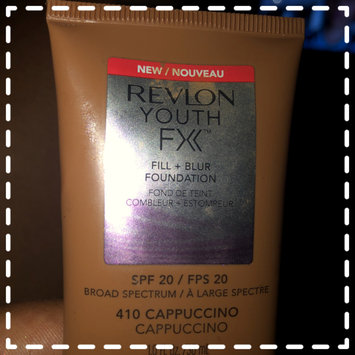 NEW / NOUVEAU
REVLON
YOUTH
FX™
FILL + BLUR
FOUNDATION
FOND DE TEINT
COMBLEUR + ESTOMPEUR
SPF 20 / FPS 20
BROAD SPECTRUM / À LARGE SPECTRE
410 CAPPUCCINO
CAPPUCCINO